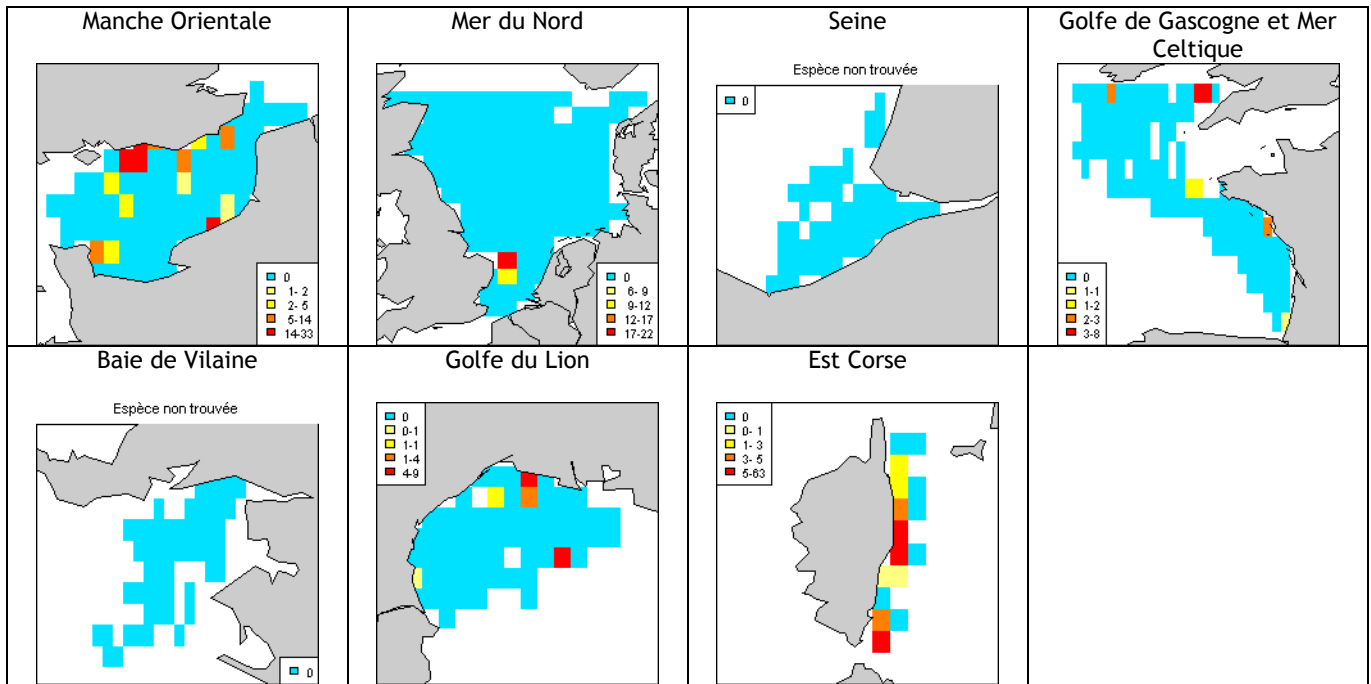 Manche Orientale
0
1- 2
2- 5
5-14
14-33
Mer du Nord
0
6- 9
9-12
12-17
17-22
Seine
Espèce non trouvée
0
Golfe de Gascogne et Mer
Celtique
0
1-1
1-2
2-3
3-8
Baie de Vilaine
Espèce non trouvée
0
Golfe du Lion
0
0-1
1-1
1-4
4-9
Est Corse
0
0- 1
1- 3
3- 5
5-63